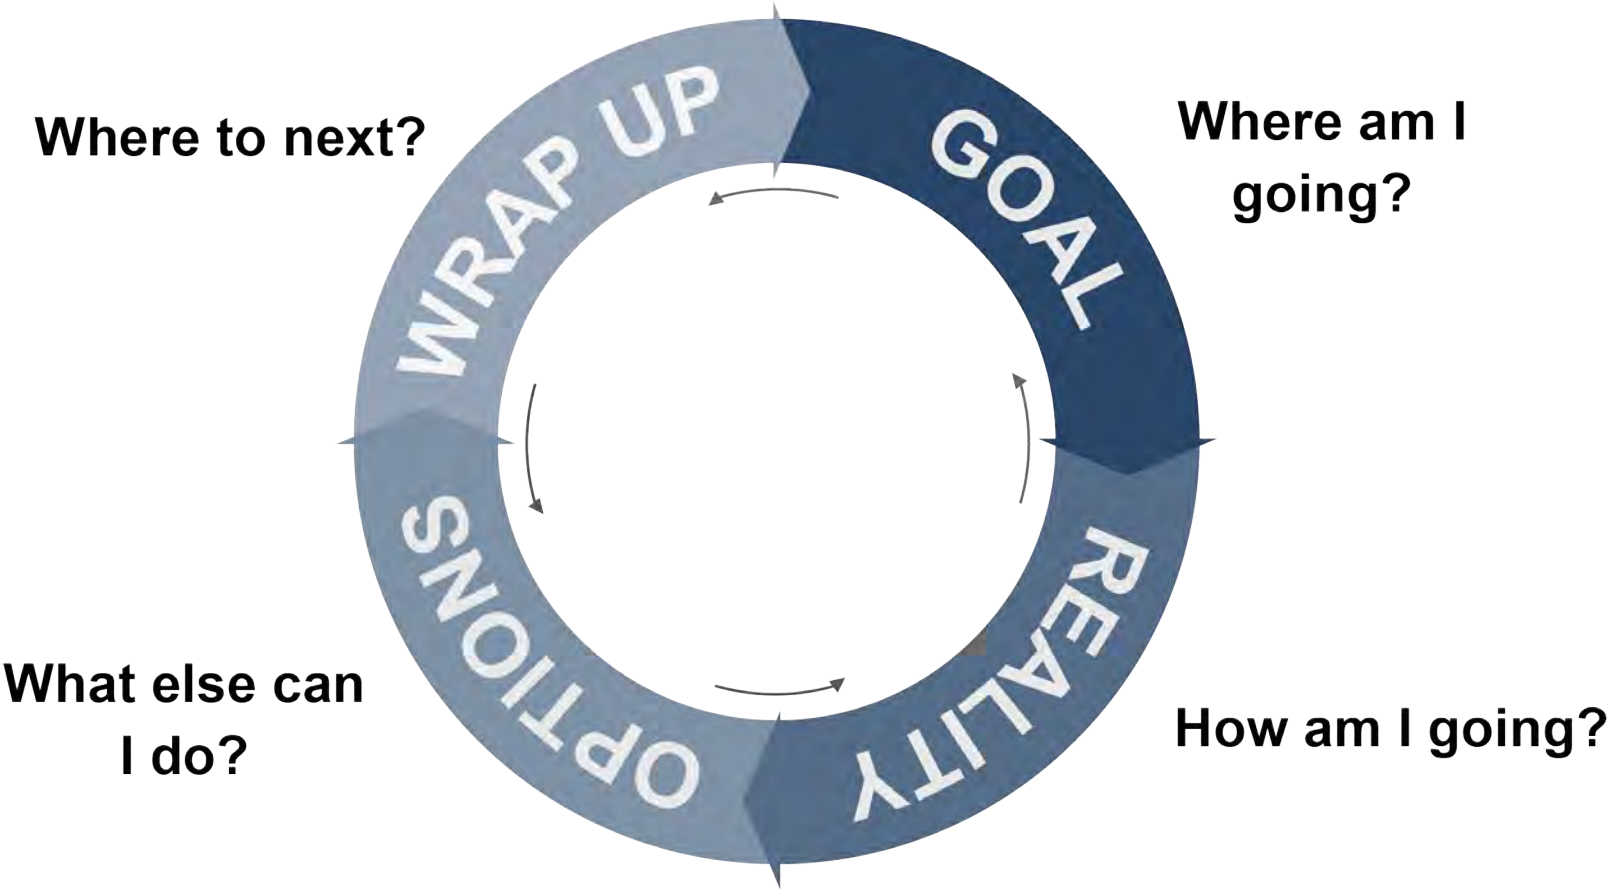 GOAL
Where am I
going?
REALITY
How am I going?
OPTIONS
What else can
I do?
WRAP UP
Where to next?